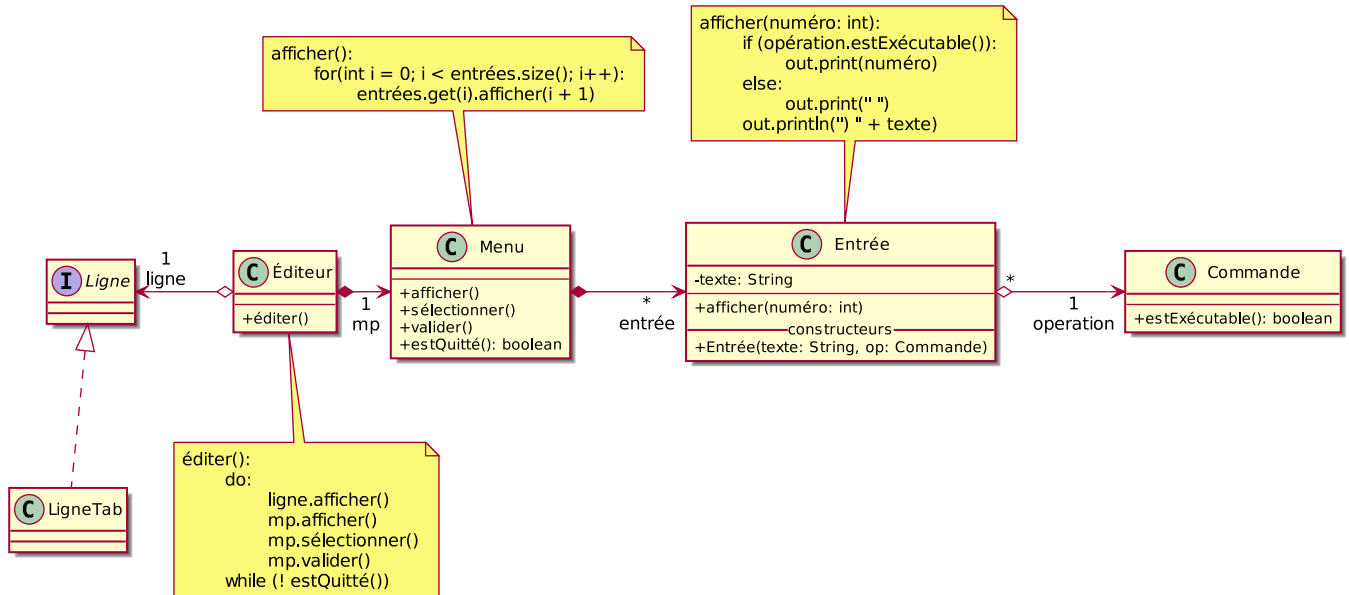 afficher(numéro: int):
if (opération.estExécutable()):
out.print(numéro)
else:
out.print(" ")
out.println(") " + texte)
afficher():
for(int i = 0; i < entrées.size(); i++):
entrées.get(i).afficher(i + 1)
I Ligne
1
ligne
C Éditeur
+éditer()
1
mp
C Menu
+afficher()
+sélectionner()
+valider()
+estQuitté(): boolean
*
entrée
C Entrée
-texte: String
+afficher(numéro: int)
constructeurs
+Entrée(texte: String, op: Commande)
*
1
operation
C Commande
+estExécutable(): boolean
C LigneTab
éditer():
do:
ligne.afficher()
mp.afficher()
mp.sélectionner()
mp.valider()
while (! estQuitté())